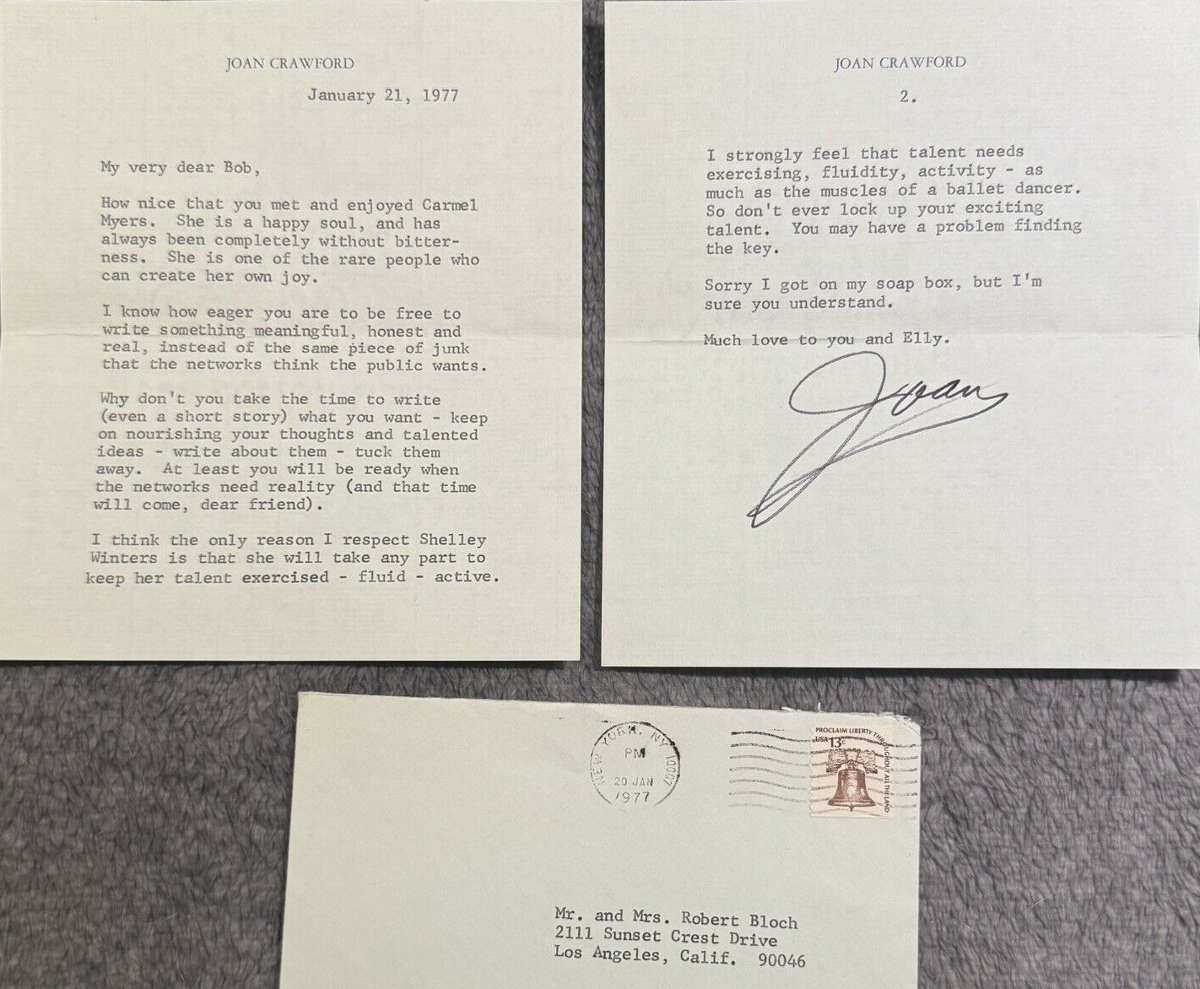 JOAN CRAWFORD
January 21, 1977
My very dear Bob,
How nice that you met and enjoyed Carmel
Myers. She is a happy soul, and has
always been completely without bitter-
ness. She is one of the rare people who
can create her own joy.
I know how eager you are to be free to
write something meaningful, honest and
real, instead of the same piece of junk
that the networks think the public wants.
Why don't you take the time to write
(even a short story) what you want - keep
on nourishing your thoughts and talented
ideas - write about them - tuck them
away. At least you will be ready when
the networks need reality (and that time
will come, dear friend).
I think the only reason I respect Shelley
Winters is that she will take any part to
keep her talent exercised - fluid - active.
JOAN CRAWFORD
2.
I strongly feel that talent needs
exercising, fluidity, activity - as
much as the muscles of a ballet dancer.
So don't ever lock up your exciting
talent. You may have a problem finding
the key.
Sorry I got on my soap box, but I'm
sure you understand.
Much love to you and Elly.
Joan
NEW YORK, NY 10007
PM
20 JAN
1977
PROCLAIM LIBERTY THROUGHOUT ALL THE LAND
USA 13c
Mr. and Mrs. Robert Bloch
2111 Sunset Crest Drive
Los Angeles, Calif. 90046